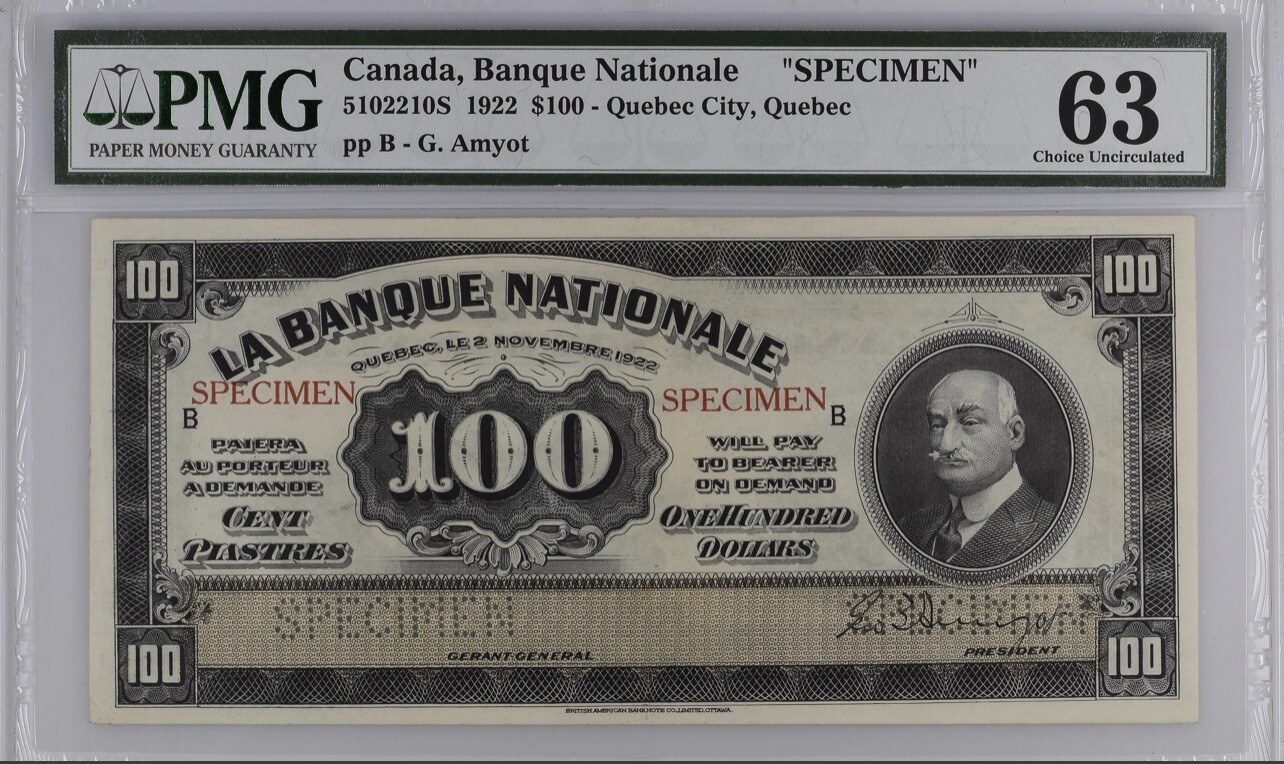 PMG
PAPER MONEY GUARANTY
Canada, Banque Nationale "SPECIMEN"
5102210S 1922 $100 - Quebec City, Quebec
pp B - G. Amyot
63
Choice Uncirculated
100
100
LA BANQUE NATIONALE
QUEBEC, LE 2 NOVEMBRE 1922
SPECIMEN
SPECIMEN
B
B
100
PAIERA
AU PORTEUR
A DEMANDE
CENT
PIASTRES
WILL PAY
TO BEARER
ON DEMAND
ONE HUNDRED
DOLLARS
SPECIMEN
SPECIMEN
GERANT GENERAL
PRESIDENT
100
100
BRITISH AMERICAN BANK NOTE CO., LIMITED, OTTAWA.